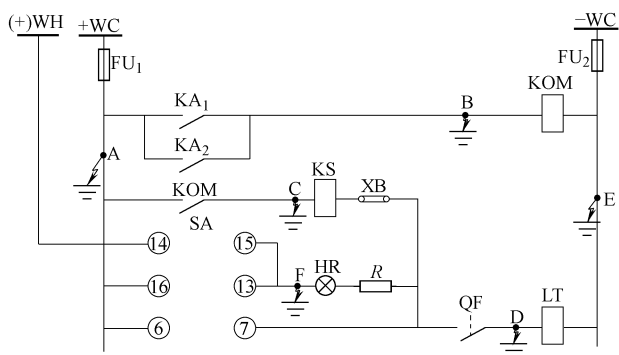 (+)WH
+WC
−WC
FU1
FU2
KOM
KA1
B
KA2
A
KOM
SA
C
KS
XB
E
14
15
16
13
F
HR
R
6
7
QF
D
LT